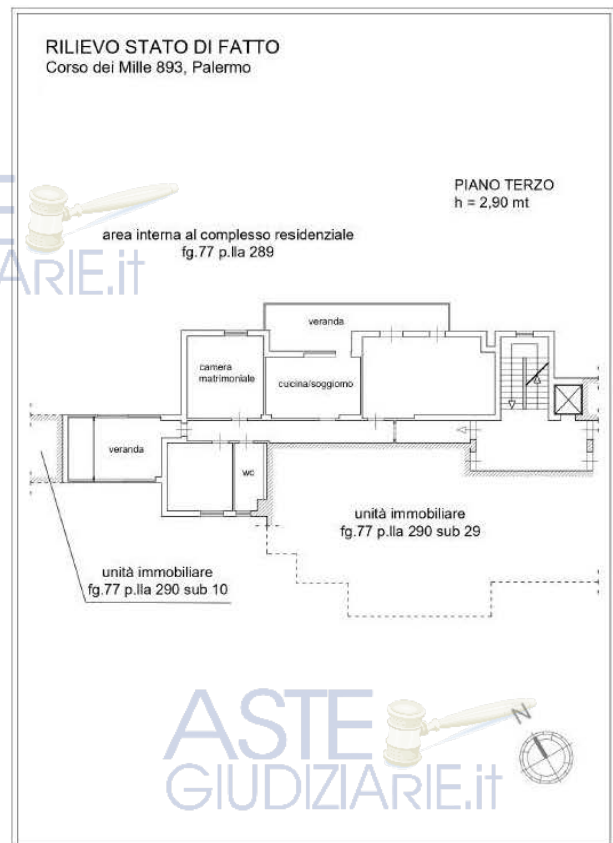 RILIEVO STATO DI FATTO
Corso dei Mille 893, Palermo
PIANO TERZO
h = 2,90 mt
area interna al complesso residenziale
fg.77 p.lla 289
ARIE.it
veranda
camera
matrimoniale
cucina/soggiorno
veranda
wc
unità immobiliare
fg.77 p.lla 290 sub 29
unità immobiliare
fg.77 p.lla 290 sub 10
N
ASTE
GIUDIZIARIE.it